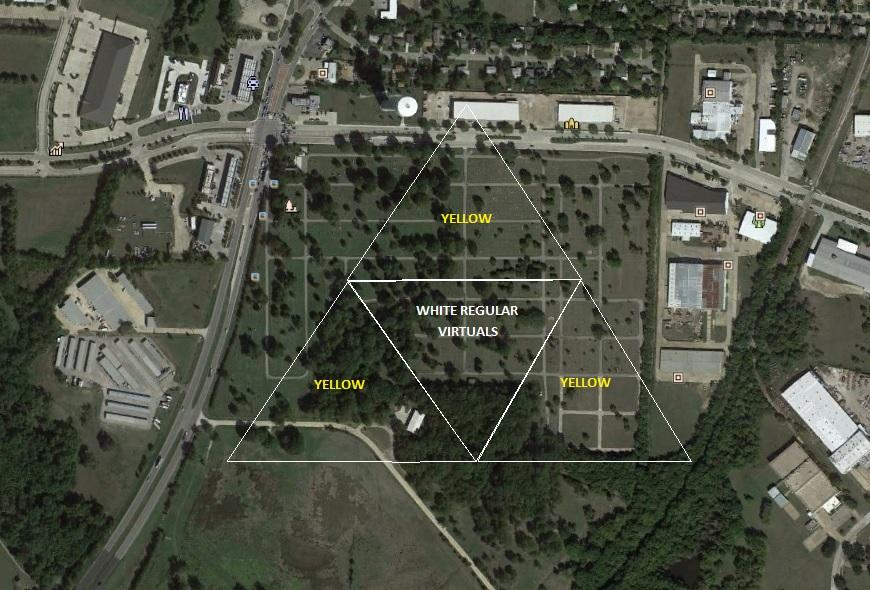 YELLOW
WHITE REGULAR
VIRTUALS
YELLOW
YELLOW